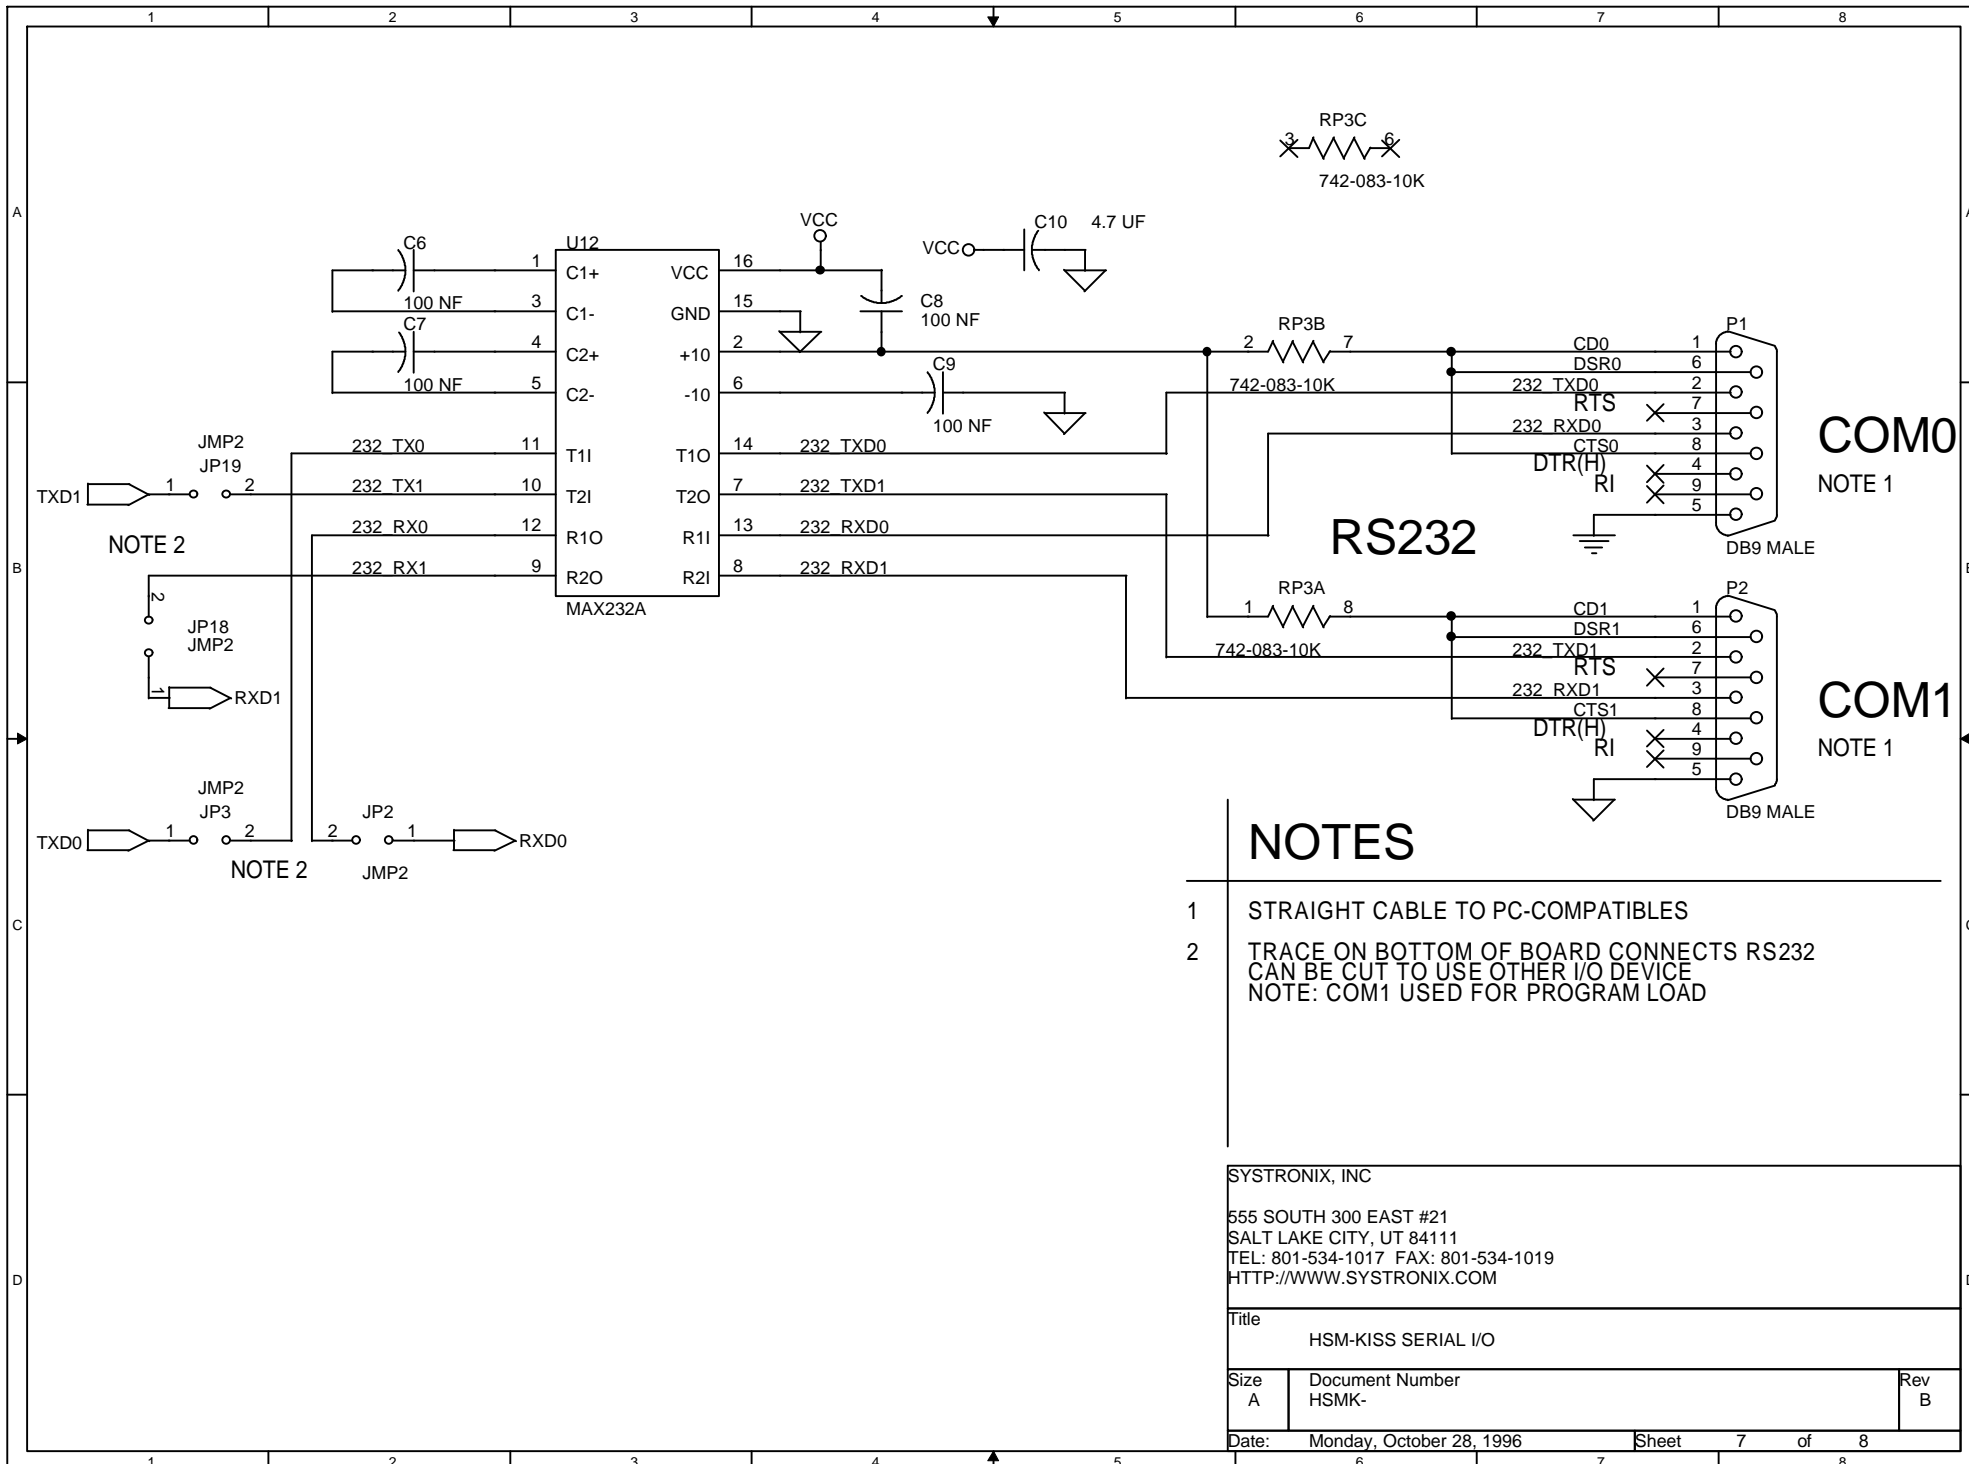 1 2 3 4 5 6 7 8
RP3C
3 6
742-083-10K
A
VCC
C10 4.7 UF
VCC
C6
100 NF
C7
100 NF
U12
1 C1+ VCC 16
3 C1- GND 15
4 C2+ +10 2
5 C2- -10 6
11 T1I T1O 14
10 T2I T2O 7
12 R1O R1I 13
9 R2O R2I 8
MAX232A
C8
100 NF
C9
100 NF
232_TX0
232_TX1
232_RX0
232_RX1
232_TXD0
232_TXD1
232_RXD0
232_RXD1
JMP2
JP19
TXD1 1 2
NOTE 2
B
2
JP18
JMP2
1
RXD1
JMP2
JP3
TXD0 1 2
NOTE 2
JP2
2 1
RXD0
JMP2
RP3B
2 7
742-083-10K
RS232
RP3A
1 8
742-083-10K
P1
CD0 1
DSR0 6
232_TXD0 2
RTS 7
232_RXD0 3
CTS0 8
DTR(H) 4
RI 9
5
DB9 MALE
COM0
NOTE 1
P2
CD1 1
DSR1 6
232_TXD1 2
RTS 7
232_RXD1 3
CTS1 8
DTR(H) 4
RI 9
5
DB9 MALE
COM1
NOTE 1
C
NOTES
1 STRAIGHT CABLE TO PC-COMPATIBLES
2 TRACE ON BOTTOM OF BOARD CONNECTS RS232
CAN BE CUT TO USE OTHER I/O DEVICE
NOTE: COM1 USED FOR PROGRAM LOAD
D
SYSTRONIX, INC
555 SOUTH 300 EAST #21
SALT LAKE CITY, UT 84111
TEL: 801-534-1017 FAX: 801-534-1019
HTTP://WWW.SYSTRONIX.COM
Title
HSM-KISS SERIAL I/O
Size Document Number Rev
A HSMK- B
Date: Monday, October 28, 1996 Sheet 7 of 8
1 2 3 4 5 6 7 8